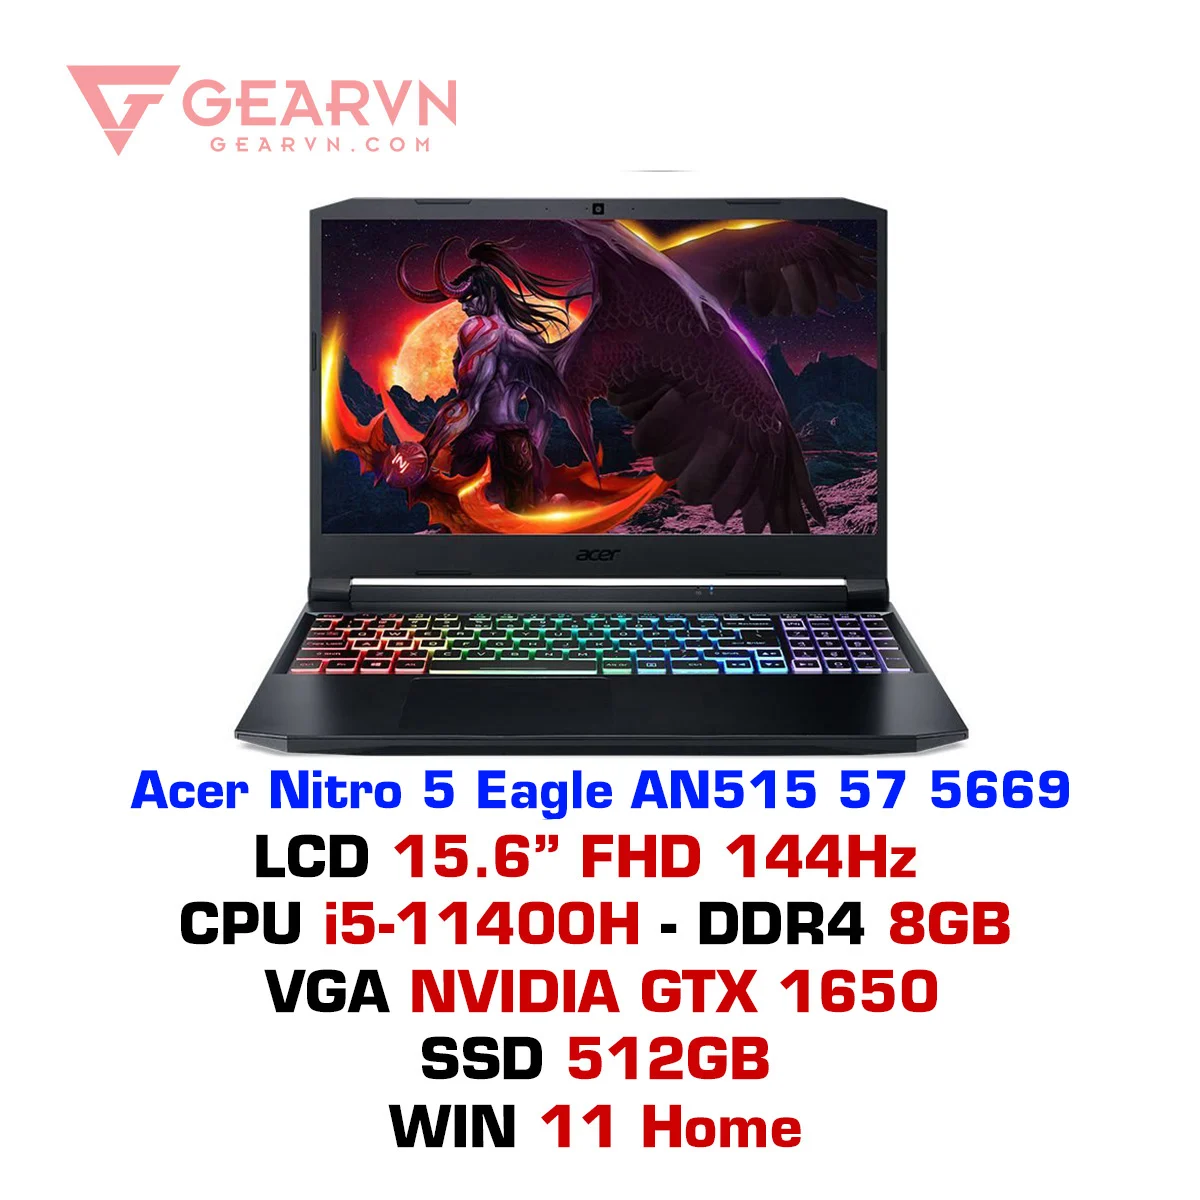 GEARVN
GEARVN.COM
acer
Acer Nitro 5 Eagle AN515 57 5669
LCD 15.6” FHD 144Hz
CPU i5-11400H - DDR4 8GB
VGA NVIDIA GTX 1650
SSD 512GB
WIN 11 Home